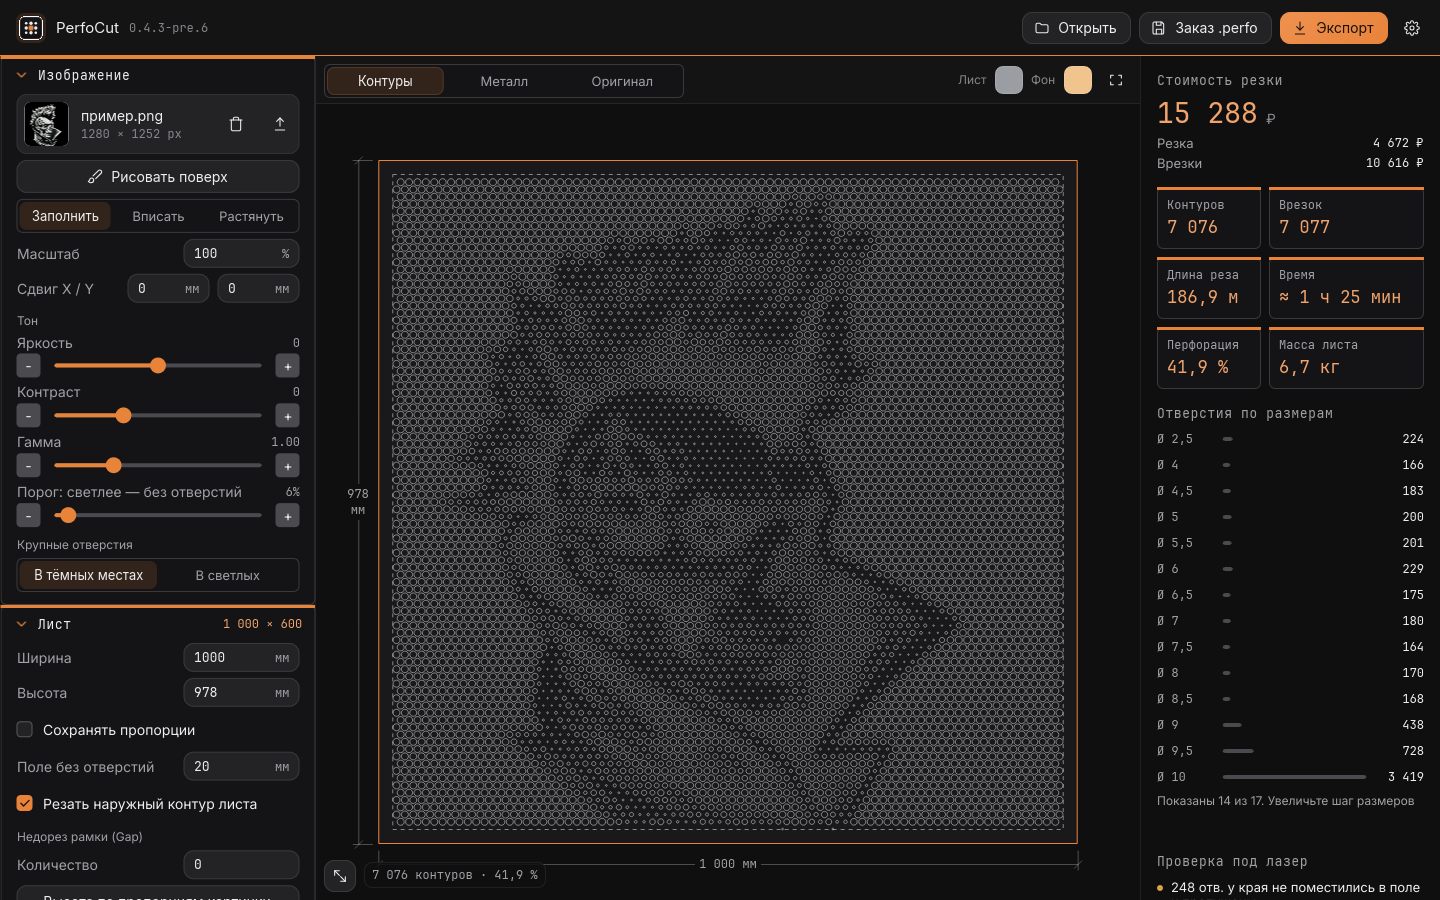 PerfoCut 0.4.3-pre.6
Открыть
Заказ .perfo
Экспорт
Изображение
пример.png
1280 × 1252 px
Рисовать поверх
Заполнить Вписать Растянуть
Масштаб 100 %
Сдвиг X / Y 0 мм 0 мм
Тон
Яркость 0
- +
Контраст 0
- +
Гамма 1.00
- +
Порог: светлее — без отверстий 6%
- +
Крупные отверстия
В тёмных местах В светлых
Лист 1 000 × 600
Ширина 1000 мм
Высота 978 мм
Сохранять пропорции
Поле без отверстий 20 мм
Резать наружный контур листа
Недорез рамки (Gap)
Количество 0
Контуры Металл Оригинал
Лист Фон
978
мм
1 000 мм
7 076 контуров · 41,9 %
Стоимость резки
15 288 ₽
Резка 4 672 ₽
Врезки 10 616 ₽
Контуров
7 076
Врезок
7 077
Длина реза
186,9 м
Время
≈ 1 ч 25 мин
Перфорация
41,9 %
Масса листа
6,7 кг
Отверстия по размерам
Ø 2,5 224
Ø 4 166
Ø 4,5 183
Ø 5 200
Ø 5,5 201
Ø 6 229
Ø 6,5 175
Ø 7 180
Ø 7,5 164
Ø 8 170
Ø 8,5 168
Ø 9 438
Ø 9,5 728
Ø 10 3 419
Показаны 14 из 17. Увеличьте шаг размеров
Проверка под лазер
248 отв. у края не поместились в поле